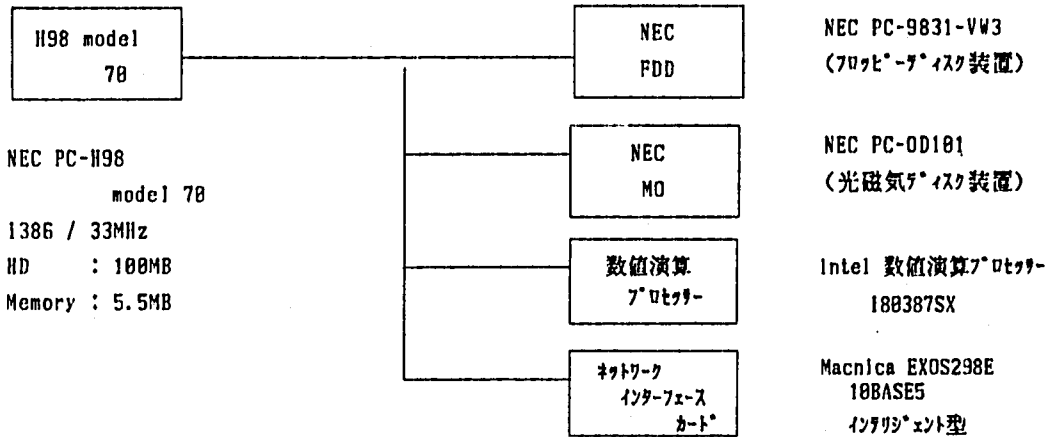 H98 model
70
NEC PC-H98
model 70
i386 / 33MHz
HD : 100MB
Memory : 5.5MB
NEC
FDD
NEC PC-9831-VW3
(ﾌﾛｯﾋﾟｰﾃﾞｨｽｸ装置)
NEC
MO
NEC PC-OD101
(光磁気ﾃﾞｨｽｸ装置)
数値演算
ﾌﾟﾛｾｯｻｰ
Intel 数値演算ﾌﾟﾛｾｯｻｰ
i80387SX
ﾈｯﾄﾜｰｸ
ｲﾝﾀｰﾌｪｰｽ
ｶｰﾄﾞ
Macnica EXOS298E
10BASE5
ｲﾝﾃﾘｼﾞｪﾝﾄ型